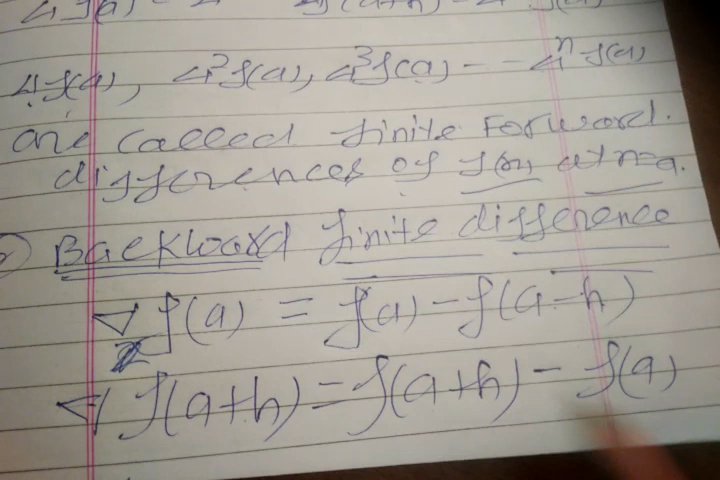 Δf(a), Δ²f(a), Δ³f(a) - - Δⁿf(a)
are called finite Forward.
differences of f(x) at x=a.
Backward finite difference
∇ f(a) = f(a) - f(a-h)
∇ f(a+h) = f(a+h) - f(a)